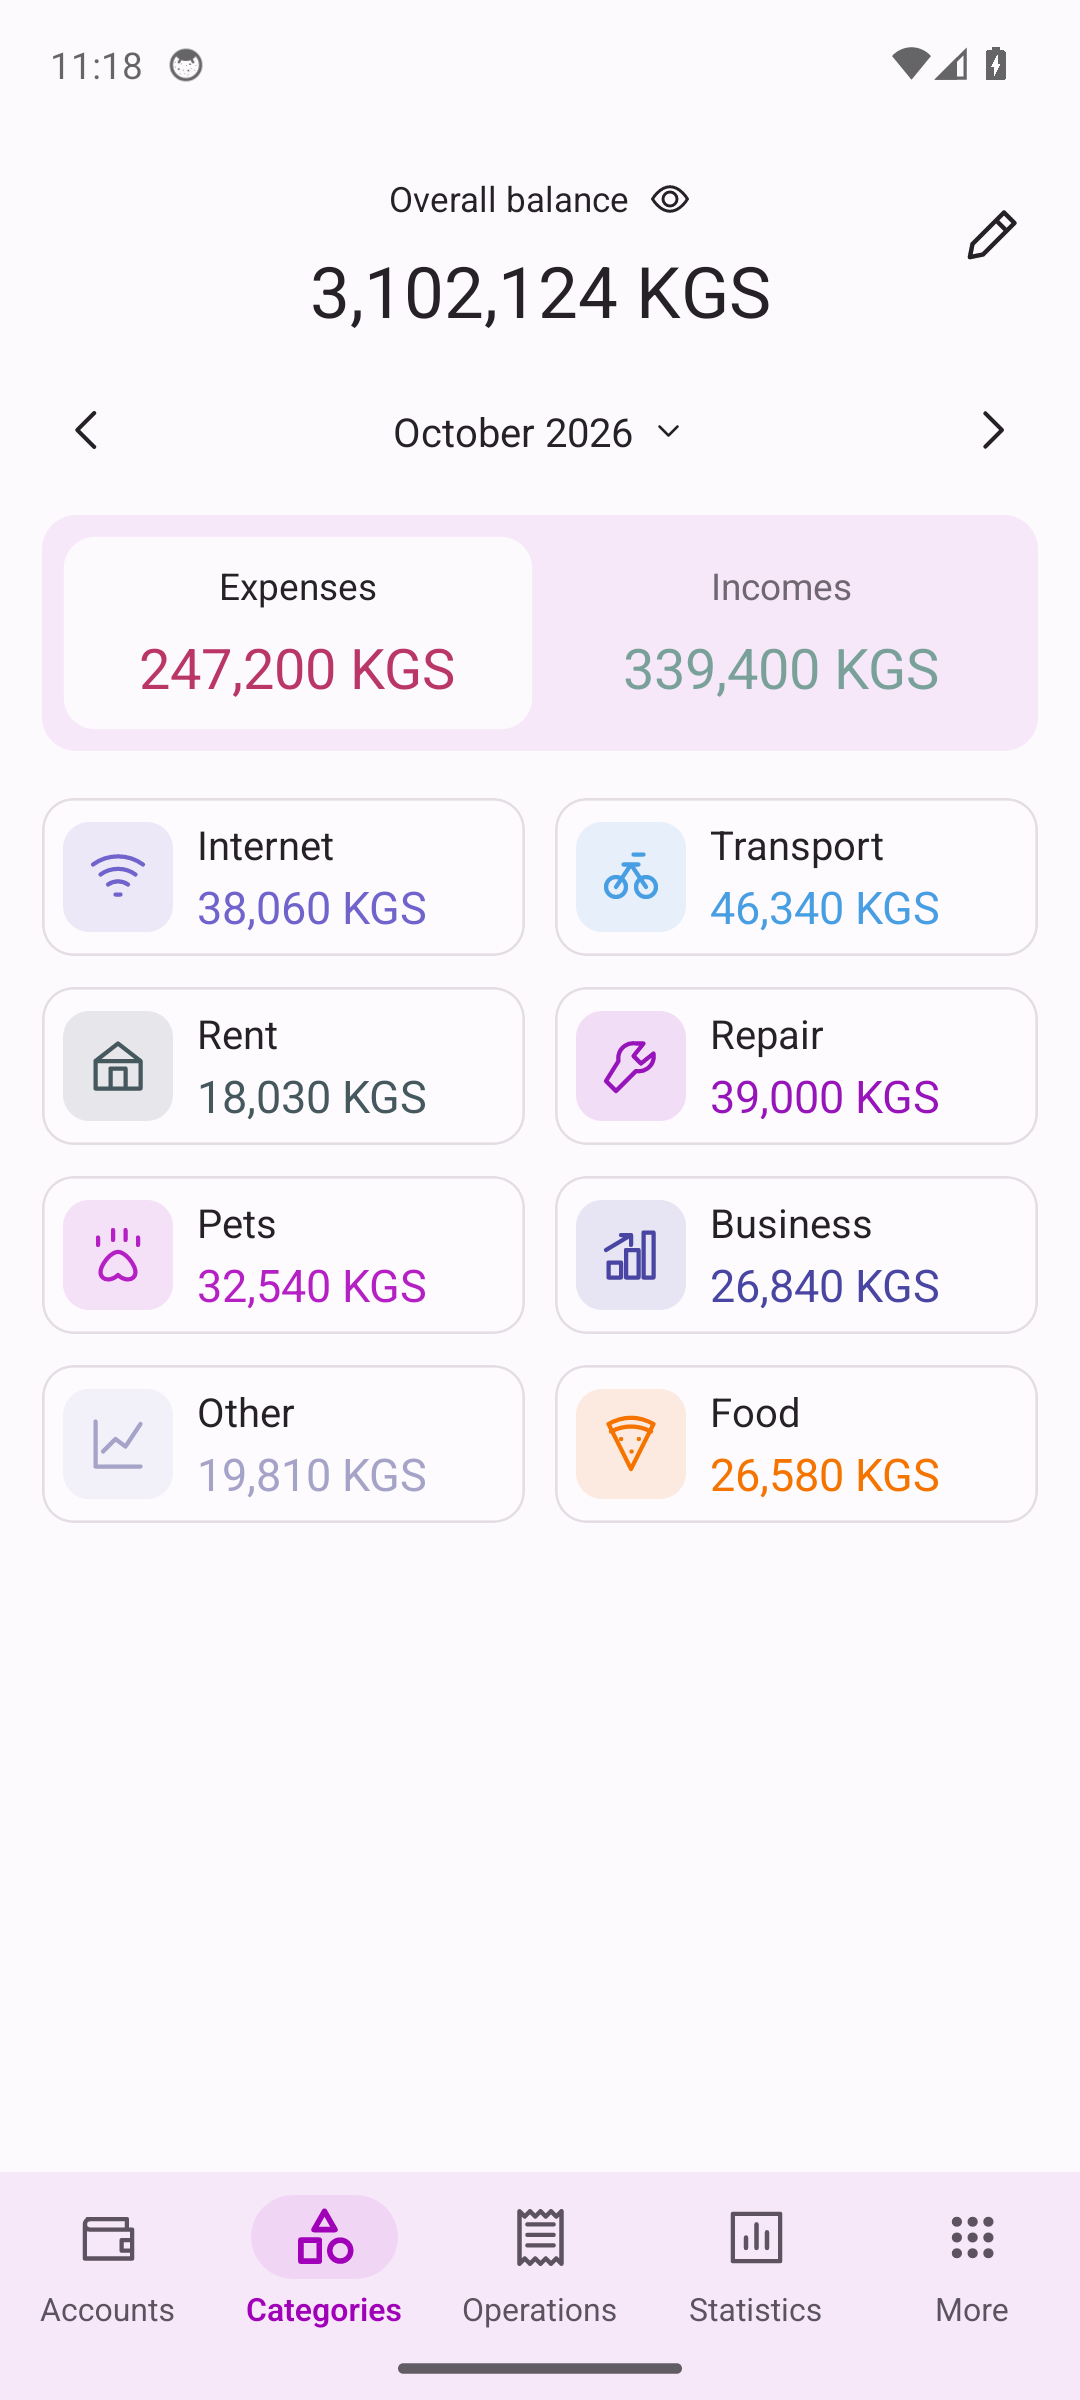 11:18
Overall balance
3,102,124 KGS
October 2026
Expenses
247,200 KGS
Incomes
339,400 KGS
Internet
38,060 KGS
Transport
46,340 KGS
Rent
18,030 KGS
Repair
39,000 KGS
Pets
32,540 KGS
Business
26,840 KGS
Other
19,810 KGS
Food
26,580 KGS
Accounts
Categories
Operations
Statistics
More